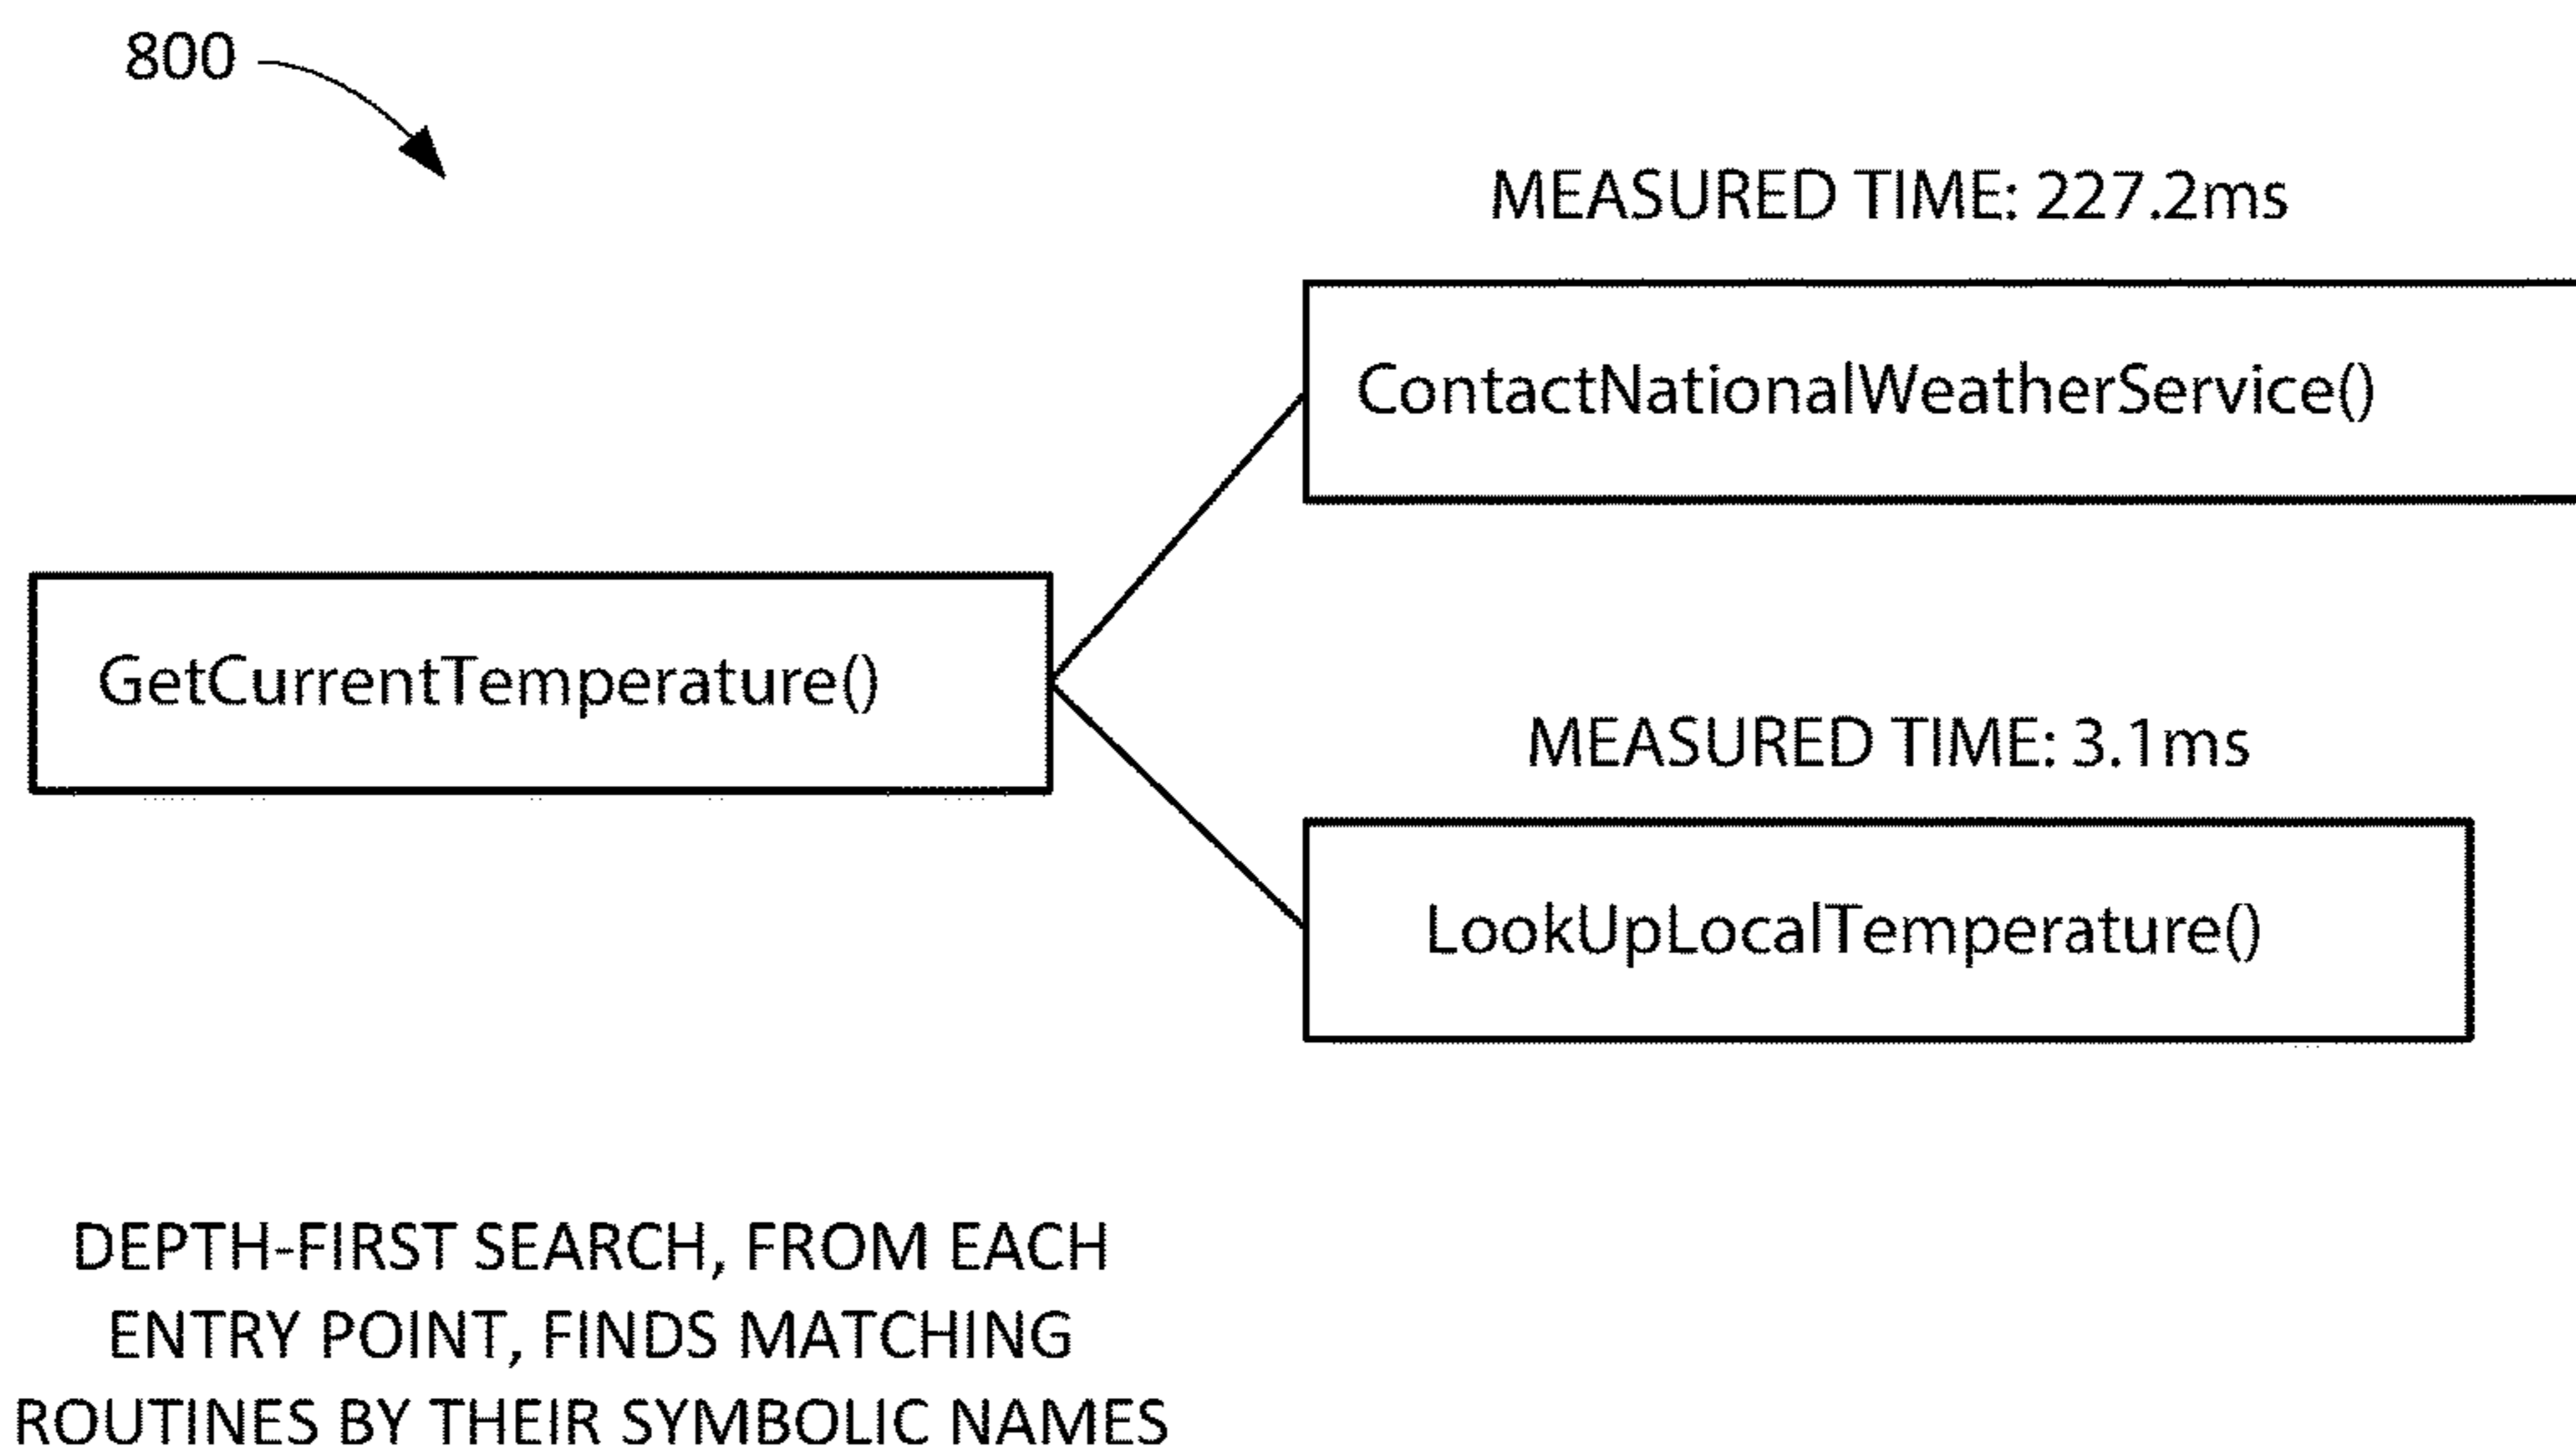 800
MEASURED TIME: 227.2ms
ContactNationalWeatherService()
GetCurrentTemperature()
MEASURED TIME: 3.1ms
LookUpLocalTemperature()
DEPTH-FIRST SEARCH, FROM EACH
ENTRY POINT, FINDS MATCHING
ROUTINES BY THEIR SYMBOLIC NAMES